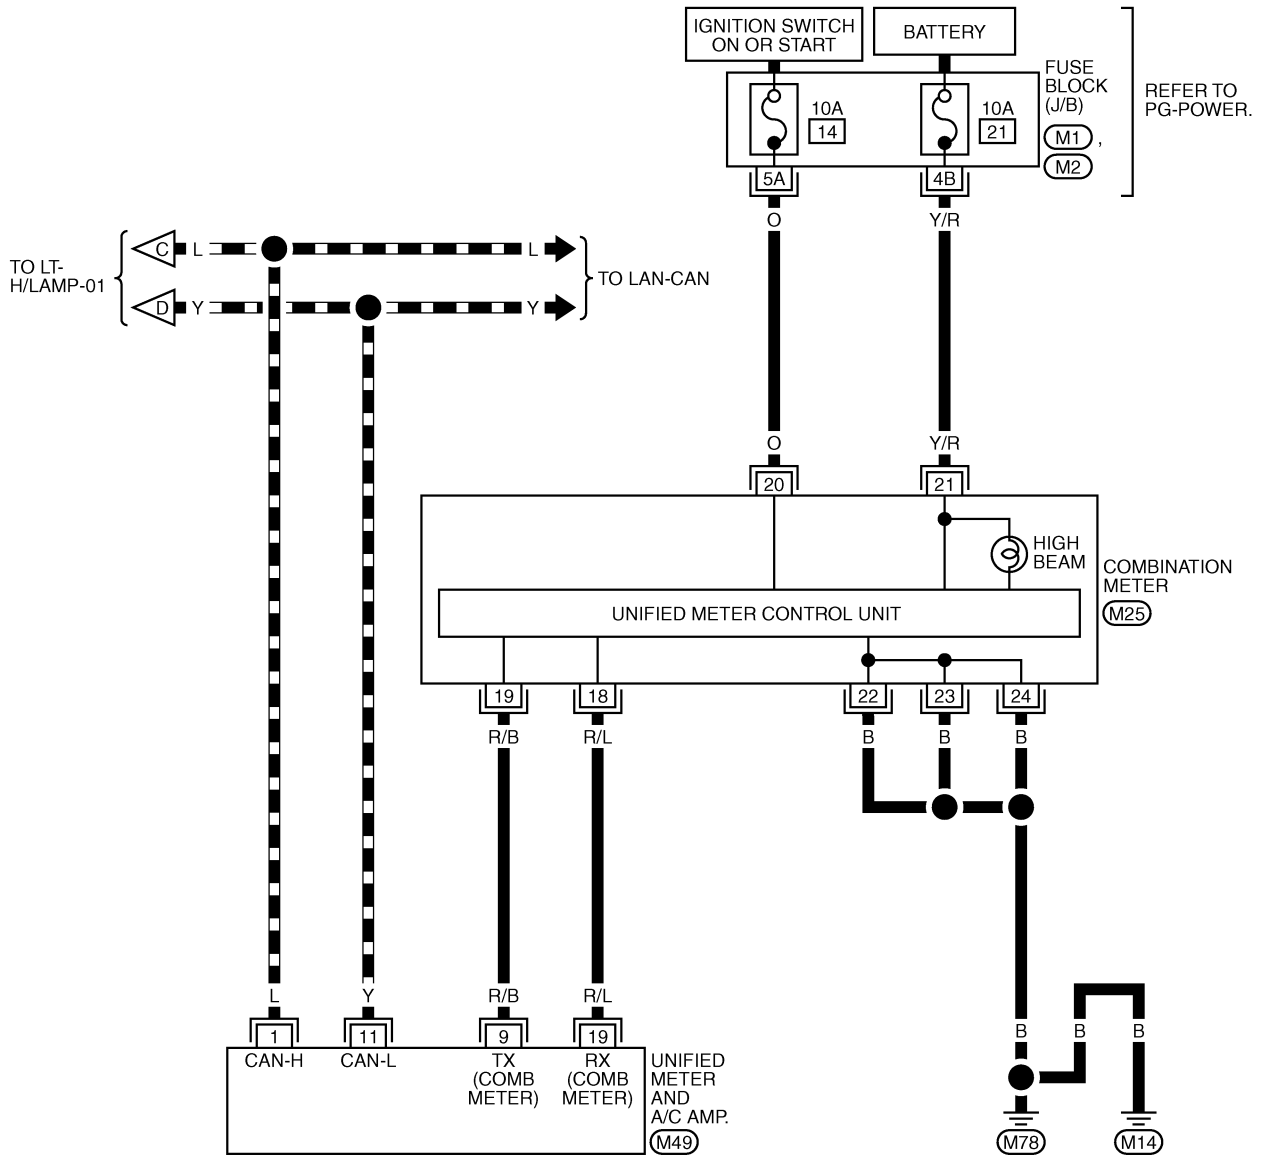 IGNITION SWITCH
ON OR START
BATTERY
FUSE
BLOCK
(J/B)
M1 ,
M2
REFER TO
PG-POWER.
10A
14
10A
21
5A
4B
O
Y/R
C
L
L
TO LT-
H/LAMP-01
TO LAN-CAN
D
Y
Y
O
Y/R
20
21
HIGH
BEAM
COMBINATION
METER
M25
UNIFIED METER CONTROL UNIT
19
18
22
23
24
R/B
R/L
B
B
B
L
Y
R/B
R/L
B
B
B
1
11
9
19
CAN-H
CAN-L
TX
(COMB
METER)
RX
(COMB
METER)
UNIFIED
METER
AND
A/C AMP.
M49
M78
M14